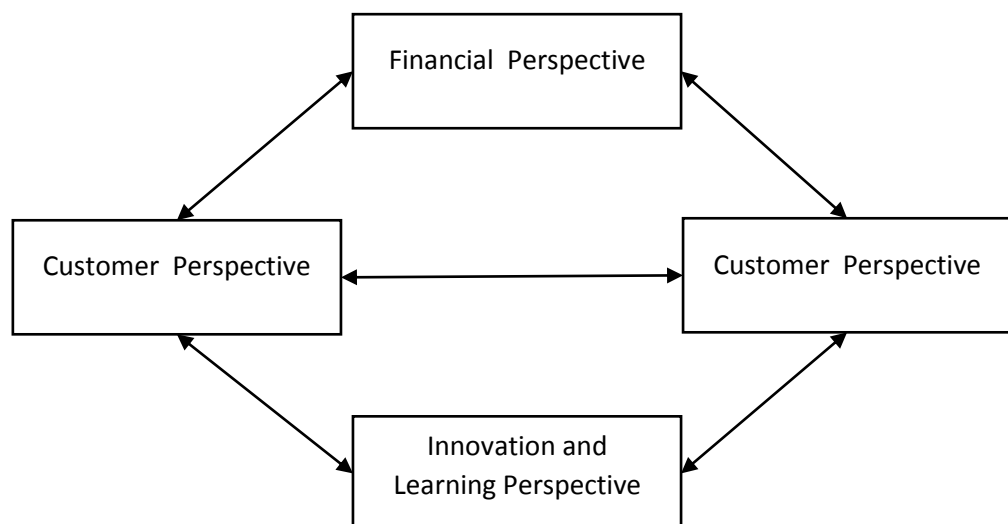 Financial Perspective
Customer Perspective
Customer Perspective
Innovation and
Learning Perspective